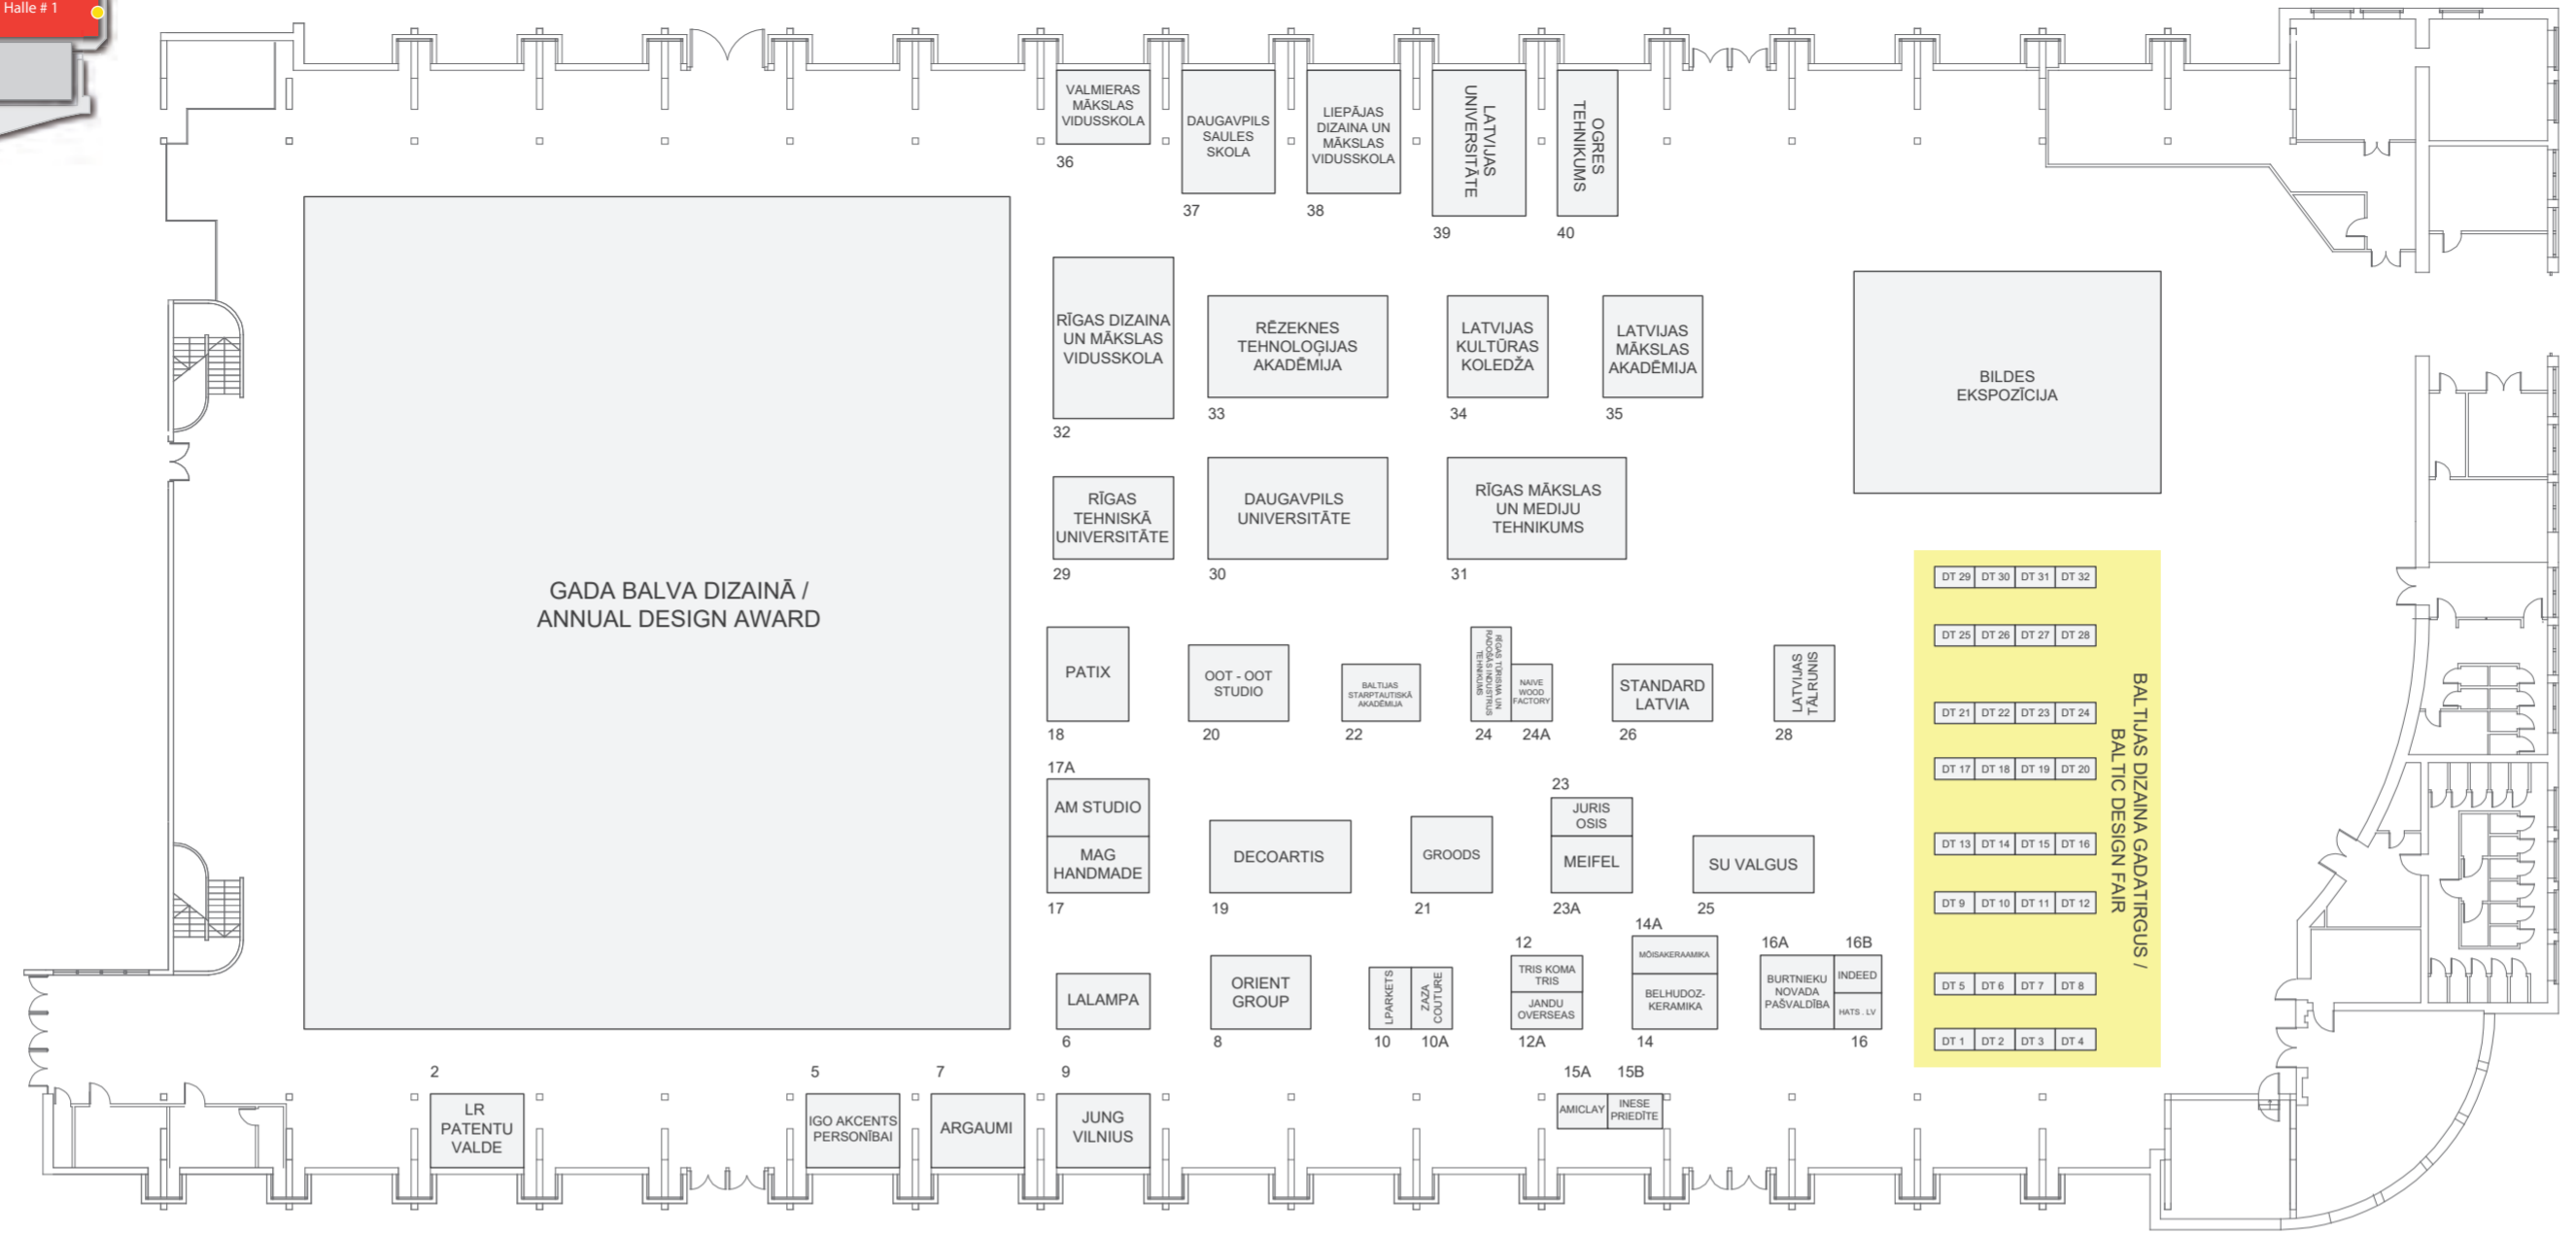 Halle # 1
VALMIERAS
MĀKSLAS
VIDUSSKOLA
36
DAUGAVPILS
SAULES
SKOLA
37
LIEPĀJAS
DIZAINA UN
MĀKSLAS
VIDUSSKOLA
38
LATVIJAS
UNIVERSITĀTE
39
OGRES
TEHNIKUMS
40
RĪGAS DIZAINA
UN MĀKSLAS
VIDUSSKOLA
32
RĒZEKNES
TEHNOLOĢIJAS
AKADĒMIJA
33
LATVIJAS
KULTŪRAS
KOLEDŽA
34
LATVIJAS
MĀKSLAS
AKADĒMIJA
35
BILDES
EKSPOZĪCIJA
GADA BALVA DIZAINĀ /
ANNUAL DESIGN AWARD
RĪGAS
TEHNISKĀ
UNIVERSITĀTE
29
DAUGAVPILS
UNIVERSITĀTE
30
RĪGAS MĀKSLAS
UN MEDIJU
TEHNIKUMS
31
PATIX
18
OOT - OOT
STUDIO
20
BALTIJAS
STARPTAUTISKĀ
AKADĒMIJA
22
RĪGAS TŪRISMA UN
RADOŠĀS INDUSTRIJS
TEHNIKUMS
24
NAIVE
WOOD
FACTORY
24A
STANDARD
LATVIA
26
LATVIJAS
TĀLRUNIS
28
17A
AM STUDIO
MAG
HANDMADE
17
DECOARTIS
19
GROODS
21
23
JURIS
OSIS
MEIFEL
23A
SU VALGUS
25
LALAMPA
6
ORIENT
GROUP
8
LPARKETS
10
ZAZA
COUTURE
10A
12
TRIS KOMA
TRIS
JANDU
OVERSEAS
12A
14A
MÕISAKERAAMIKA
BELHUDOZ-
KERAMIKA
14
16A
BURTNIEKU
NOVADA
PAŠVALDĪBA
16B
INDEED
HATS . LV
16
2
LR
PATENTU
VALDE
5
IGO AKCENTS
PERSONĪBAI
7
ARGAUMI
9
JUNG
VILNIUS
15A
AMICLAY
15B
INESE
PRIEDĪTE
DT 29 DT 30 DT 31 DT 32
DT 25 DT 26 DT 27 DT 28
DT 21 DT 22 DT 23 DT 24
DT 17 DT 18 DT 19 DT 20
DT 13 DT 14 DT 15 DT 16
DT 9 DT 10 DT 11 DT 12
DT 5 DT 6 DT 7 DT 8
DT 1 DT 2 DT 3 DT 4
BALTIJAS DIZAINA GADATIRGUS /
BALTIC DESIGN FAIR